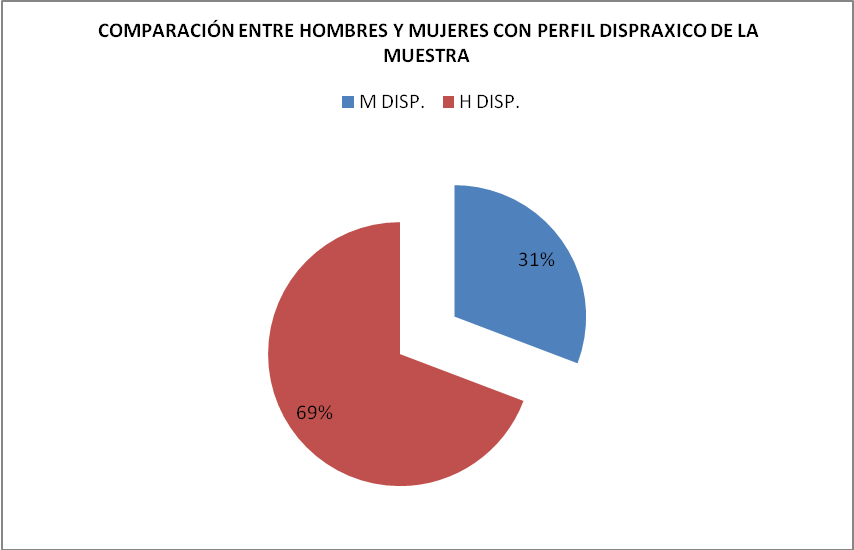 COMPARACIÓN ENTRE HOMBRES Y MUJERES CON PERFIL DISPRAXICO DE LA
MUESTRA
M DISP. H DISP.
31%
69%